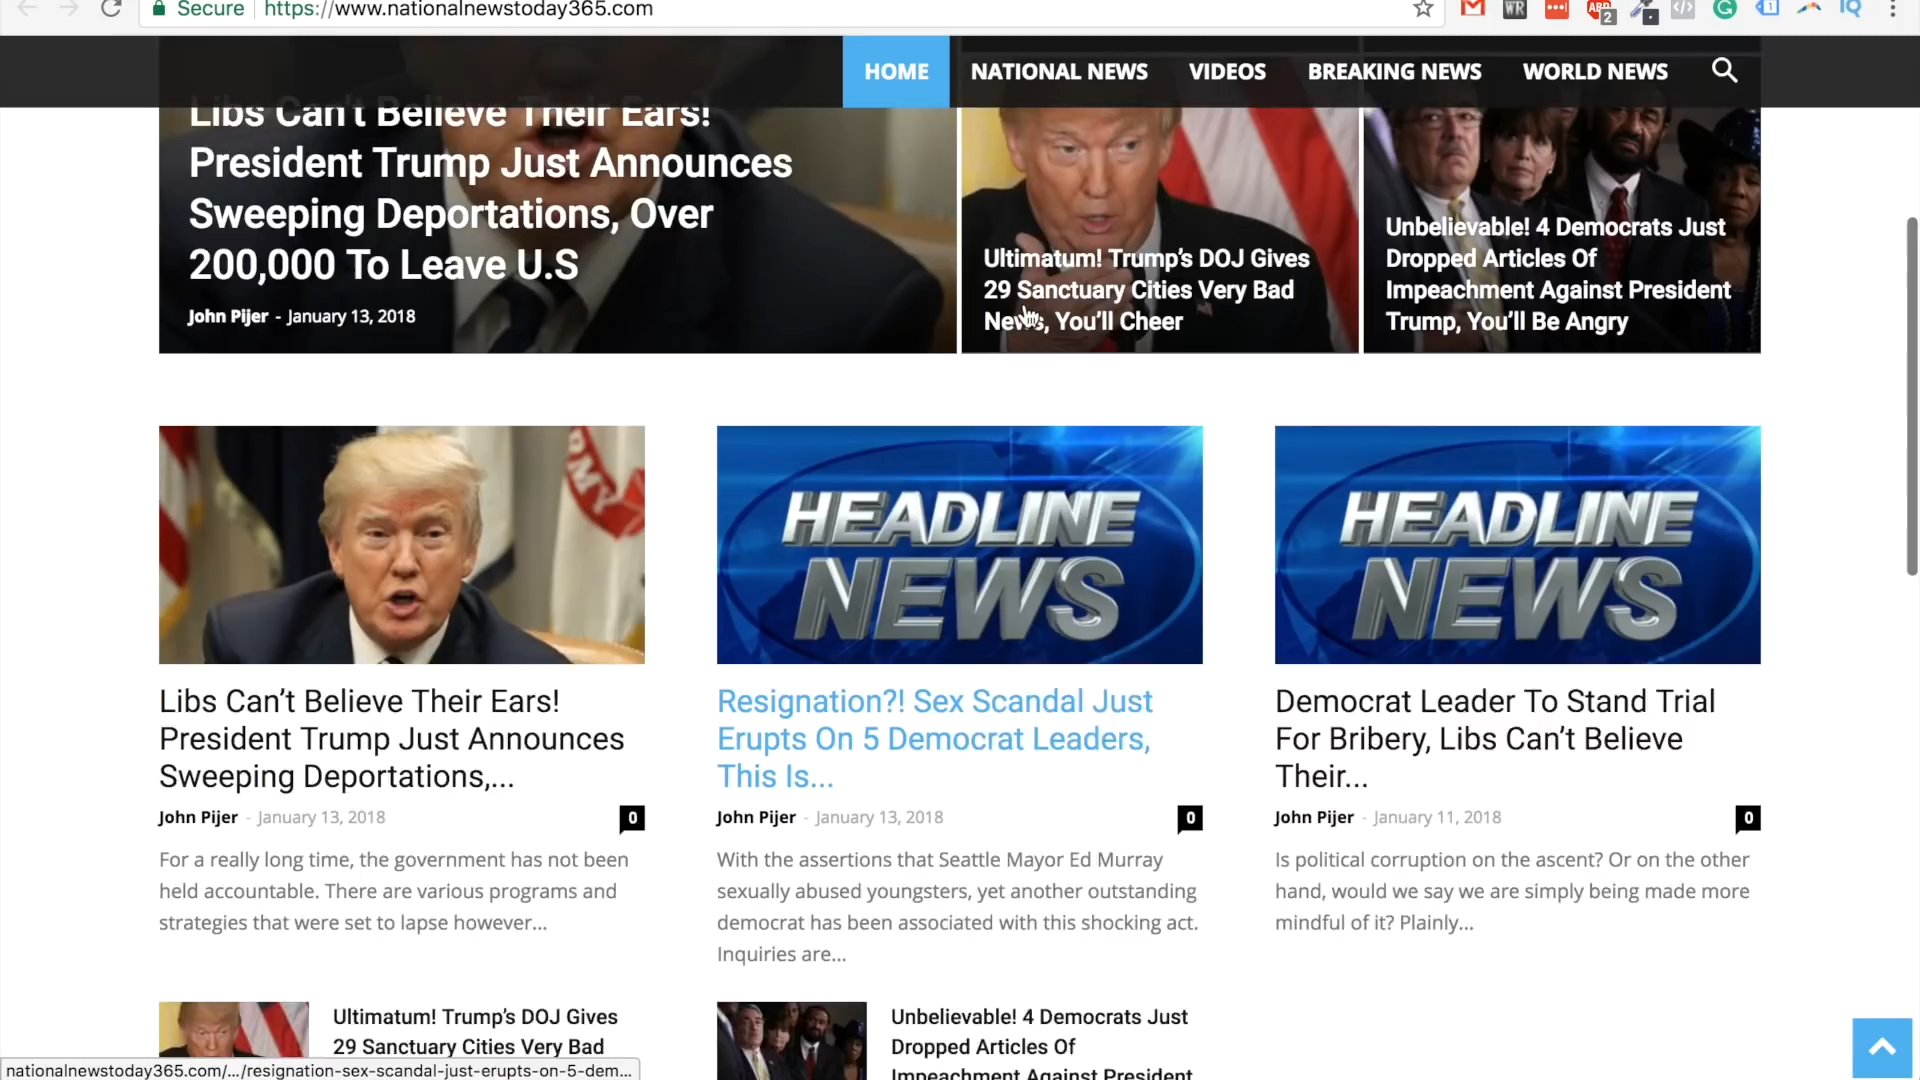 Secure
https://www.nationalnewstoday365.com
HOME
NATIONAL NEWS
VIDEOS
BREAKING NEWS
WORLD NEWS
Libs Can't Believe Their Ears!
President Trump Just Announces
Sweeping Deportations, Over
200,000 To Leave U.S
John Pijer - January 13, 2018
Ultimatum! Trump's DOJ Gives
29 Sanctuary Cities Very Bad
News, You'll Cheer
Unbelievable! 4 Democrats Just
Dropped Articles Of
Impeachment Against President
Trump, You'll Be Angry
HEADLINE
NEWS
HEADLINE
NEWS
Libs Can't Believe Their Ears!
President Trump Just Announces
Sweeping Deportations,...
John Pijer - January 13, 2018
0
For a really long time, the government has not been
held accountable. There are various programs and
strategies that were set to lapse however...
Resignation?! Sex Scandal Just
Erupts On 5 Democrat Leaders,
This Is...
John Pijer - January 13, 2018
0
With the assertions that Seattle Mayor Ed Murray
sexually abused youngsters, yet another outstanding
democrat has been associated with this shocking act.
Inquiries are...
Democrat Leader To Stand Trial
For Bribery, Libs Can't Believe
Their...
John Pijer - January 11, 2018
0
Is political corruption on the ascent? Or on the other
hand, would we say we are simply being made more
mindful of it? Plainly...
Ultimatum! Trump's DOJ Gives
29 Sanctuary Cities Very Bad
Unbelievable! 4 Democrats Just
Dropped Articles Of
Impeachment Against President
nationalnewstoday365.com/.../resignation-sex-scandal-just-erupts-on-5-dem...